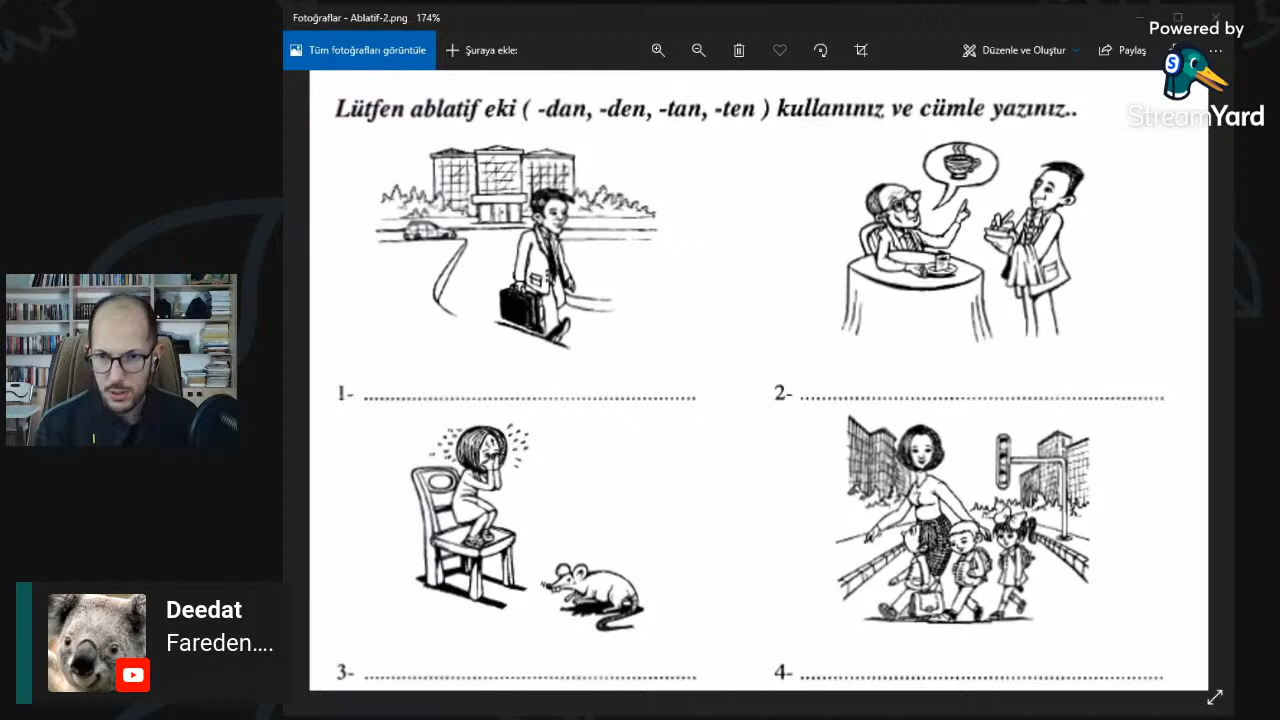 Fotoğraflar - Ablatif-2.png 174%
Powered by
Tüm fotoğrafları görüntüle
Şuraya ekle:
Düzenle ve Oluştur
Paylaş
S
StreamYard
Lütfen ablatif eki ( -dan, -den, -tan, -ten ) kullanınız ve cümle yazınız..
1- ........................................................................
2- ........................................................................
3- ........................................................................
4- ........................................................................
Deedat
Fareden....